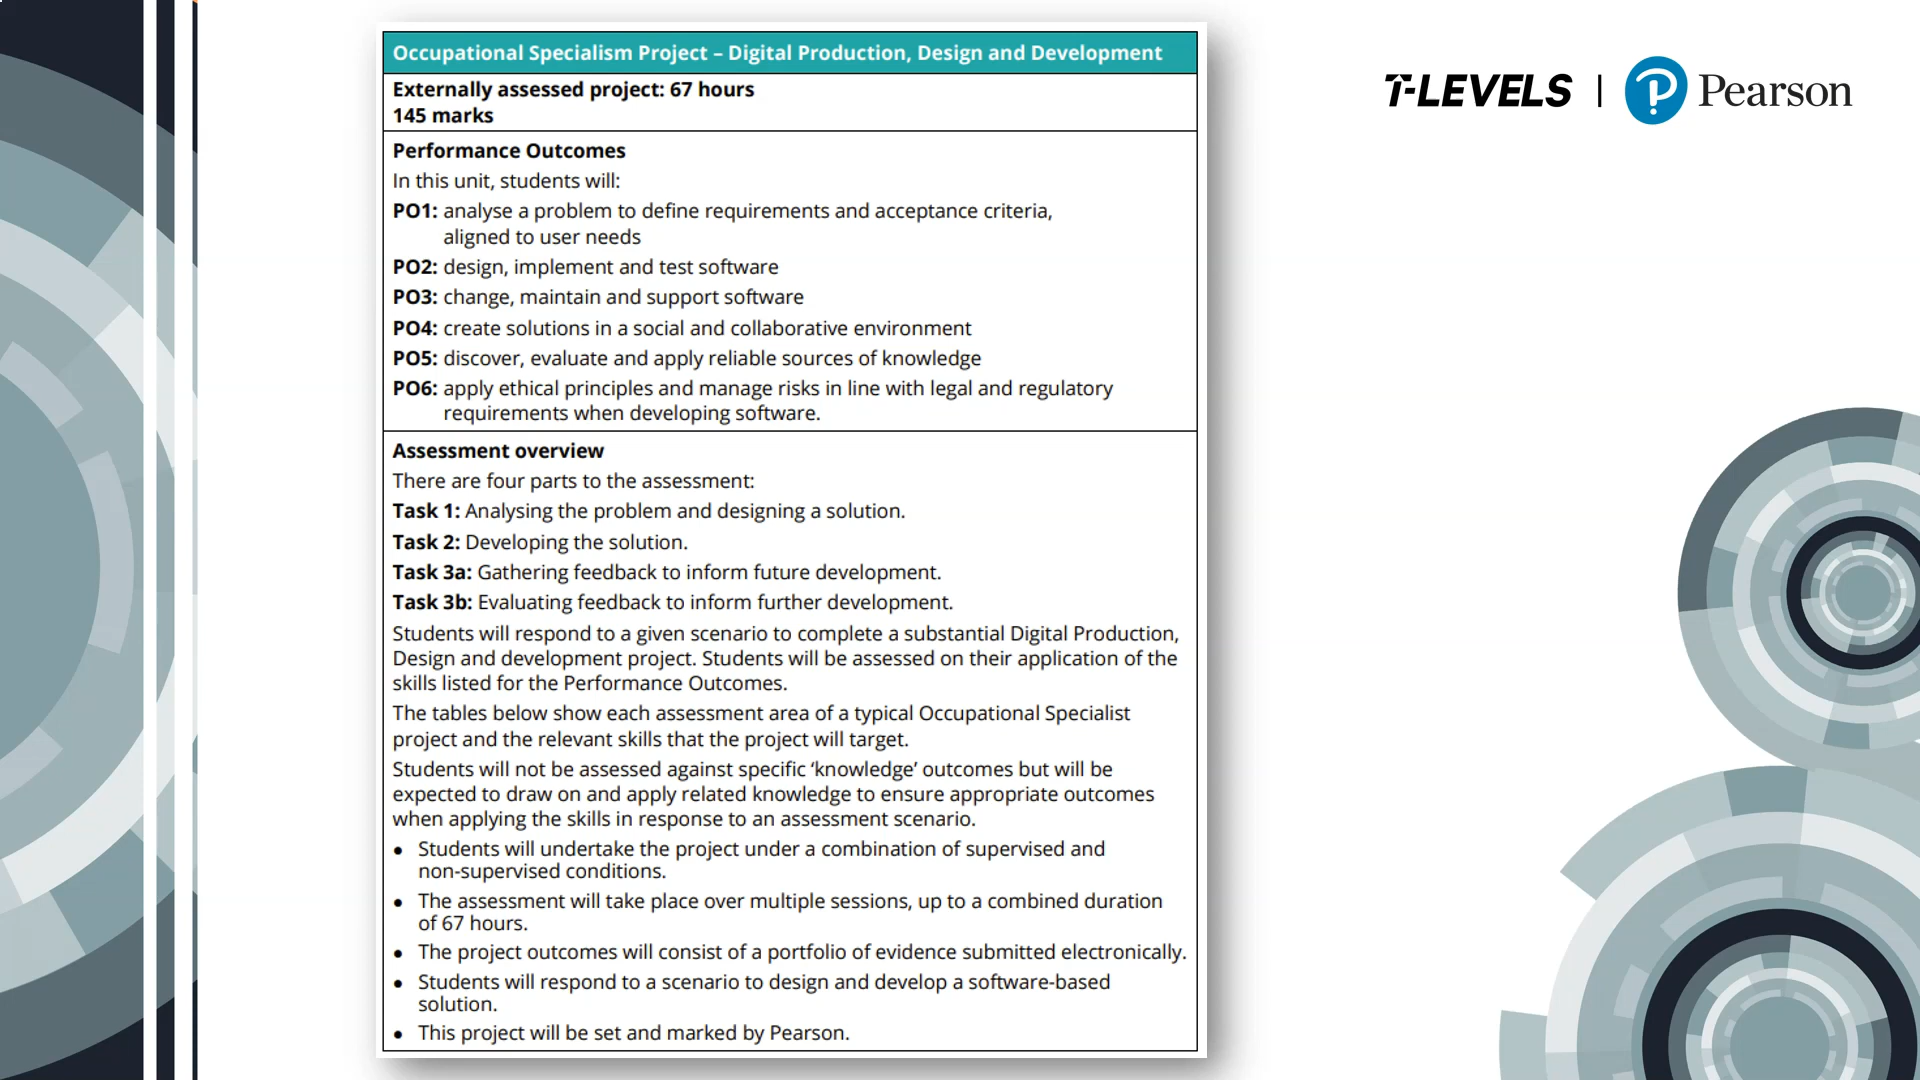 Occupational Specialism Project – Digital Production, Design and Development
Externally assessed project: 67 hours
145 marks
Performance Outcomes
In this unit, students will:
PO1: analyse a problem to define requirements and acceptance criteria,
aligned to user needs
PO2: design, implement and test software
PO3: change, maintain and support software
PO4: create solutions in a social and collaborative environment
PO5: discover, evaluate and apply reliable sources of knowledge
PO6: apply ethical principles and manage risks in line with legal and regulatory
requirements when developing software.
Assessment overview
There are four parts to the assessment:
Task 1: Analysing the problem and designing a solution.
Task 2: Developing the solution.
Task 3a: Gathering feedback to inform future development.
Task 3b: Evaluating feedback to inform further development.
Students will respond to a given scenario to complete a substantial Digital Production,
Design and development project. Students will be assessed on their application of the
skills listed for the Performance Outcomes.
The tables below show each assessment area of a typical Occupational Specialist
project and the relevant skills that the project will target.
Students will not be assessed against specific ‘knowledge’ outcomes but will be
expected to draw on and apply related knowledge to ensure appropriate outcomes
when applying the skills in response to an assessment scenario.
• Students will undertake the project under a combination of supervised and
non-supervised conditions.
• The assessment will take place over multiple sessions, up to a combined duration
of 67 hours.
• The project outcomes will consist of a portfolio of evidence submitted electronically.
• Students will respond to a scenario to design and develop a software-based
solution.
• This project will be set and marked by Pearson.
T-LEVELS | P Pearson